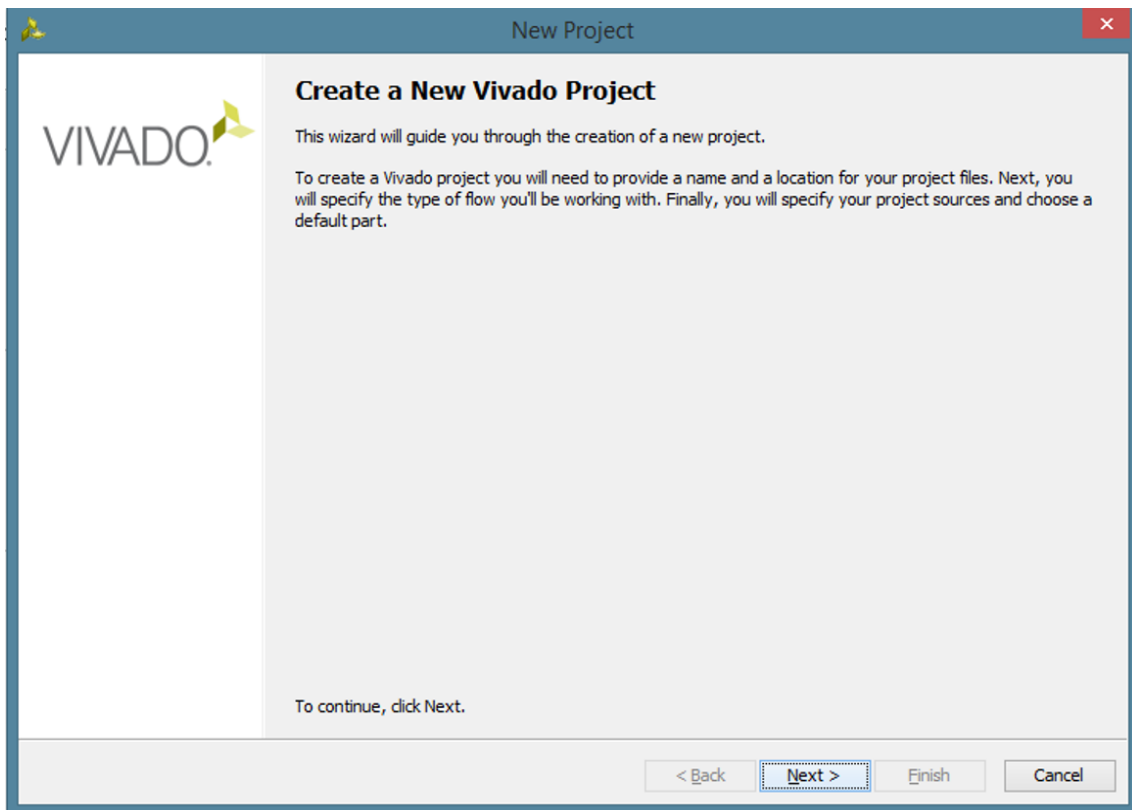 New Project
VIVADO.
Create a New Vivado Project
This wizard will guide you through the creation of a new project.
To create a Vivado project you will need to provide a name and a location for your project files. Next, you
will specify the type of flow you'll be working with. Finally, you will specify your project sources and choose a
default part.
To continue, click Next.
< Back Next > Finish Cancel